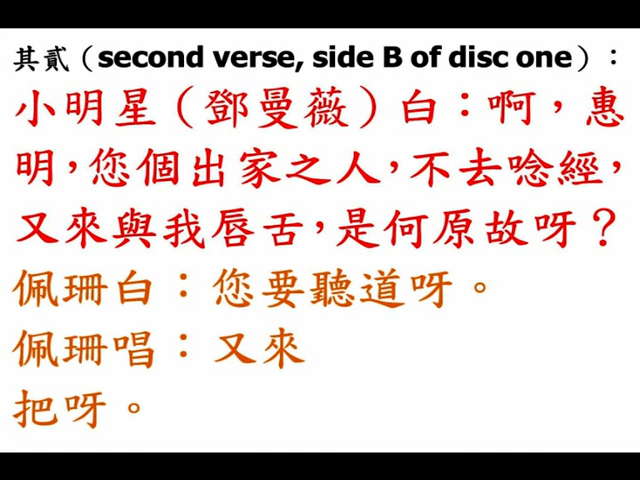 其貳（second verse, side B of disc one）：
小明星（鄧曼薇）白：啊，惠
明，您個出家之人，不去唸經，
又來與我唇舌，是何原故呀？
佩珊白：您要聽道呀。
佩珊唱：又來
把呀。